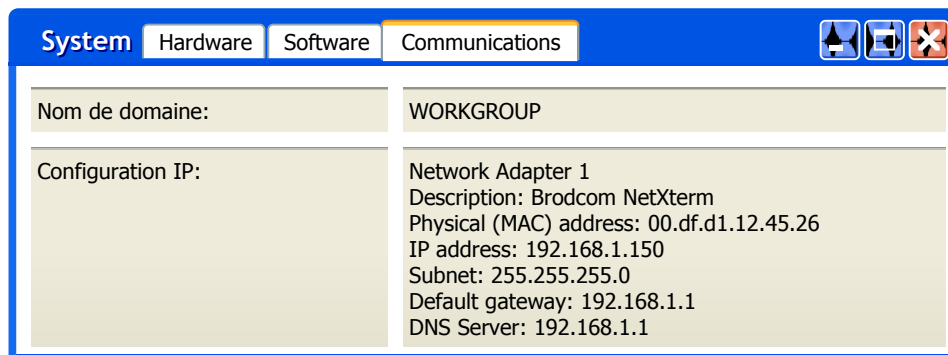 System Hardware Software Communications
Nom de domaine: WORKGROUP
Configuration IP: Network Adapter 1
Description: Brodcom NetXterm
Physical (MAC) address: 00.df.d1.12.45.26
IP address: 192.168.1.150
Subnet: 255.255.255.0
Default gateway: 192.168.1.1
DNS Server: 192.168.1.1